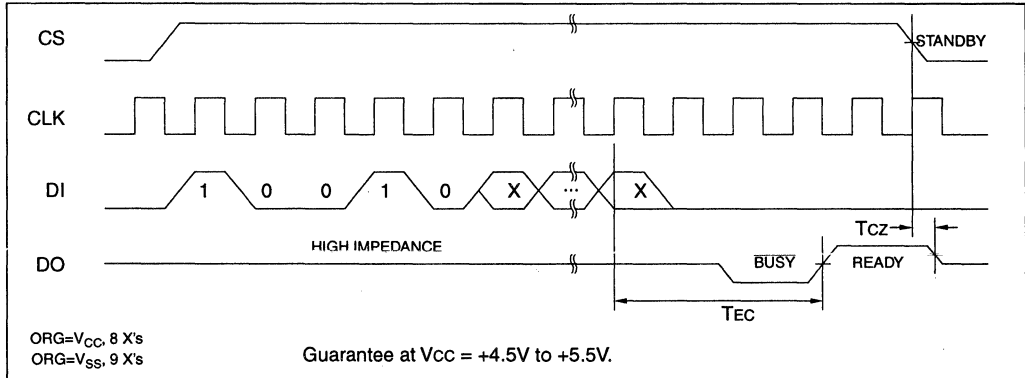 CS
STANDBY
CLK
DI 1 0 0 1 0 X ... X
TCZ
HIGH IMPEDANCE
DO
BUSY
READY
TEC
ORG=VCC, 8 X's
ORG=VSS, 9 X's
Guarantee at VCC = +4.5V to +5.5V.